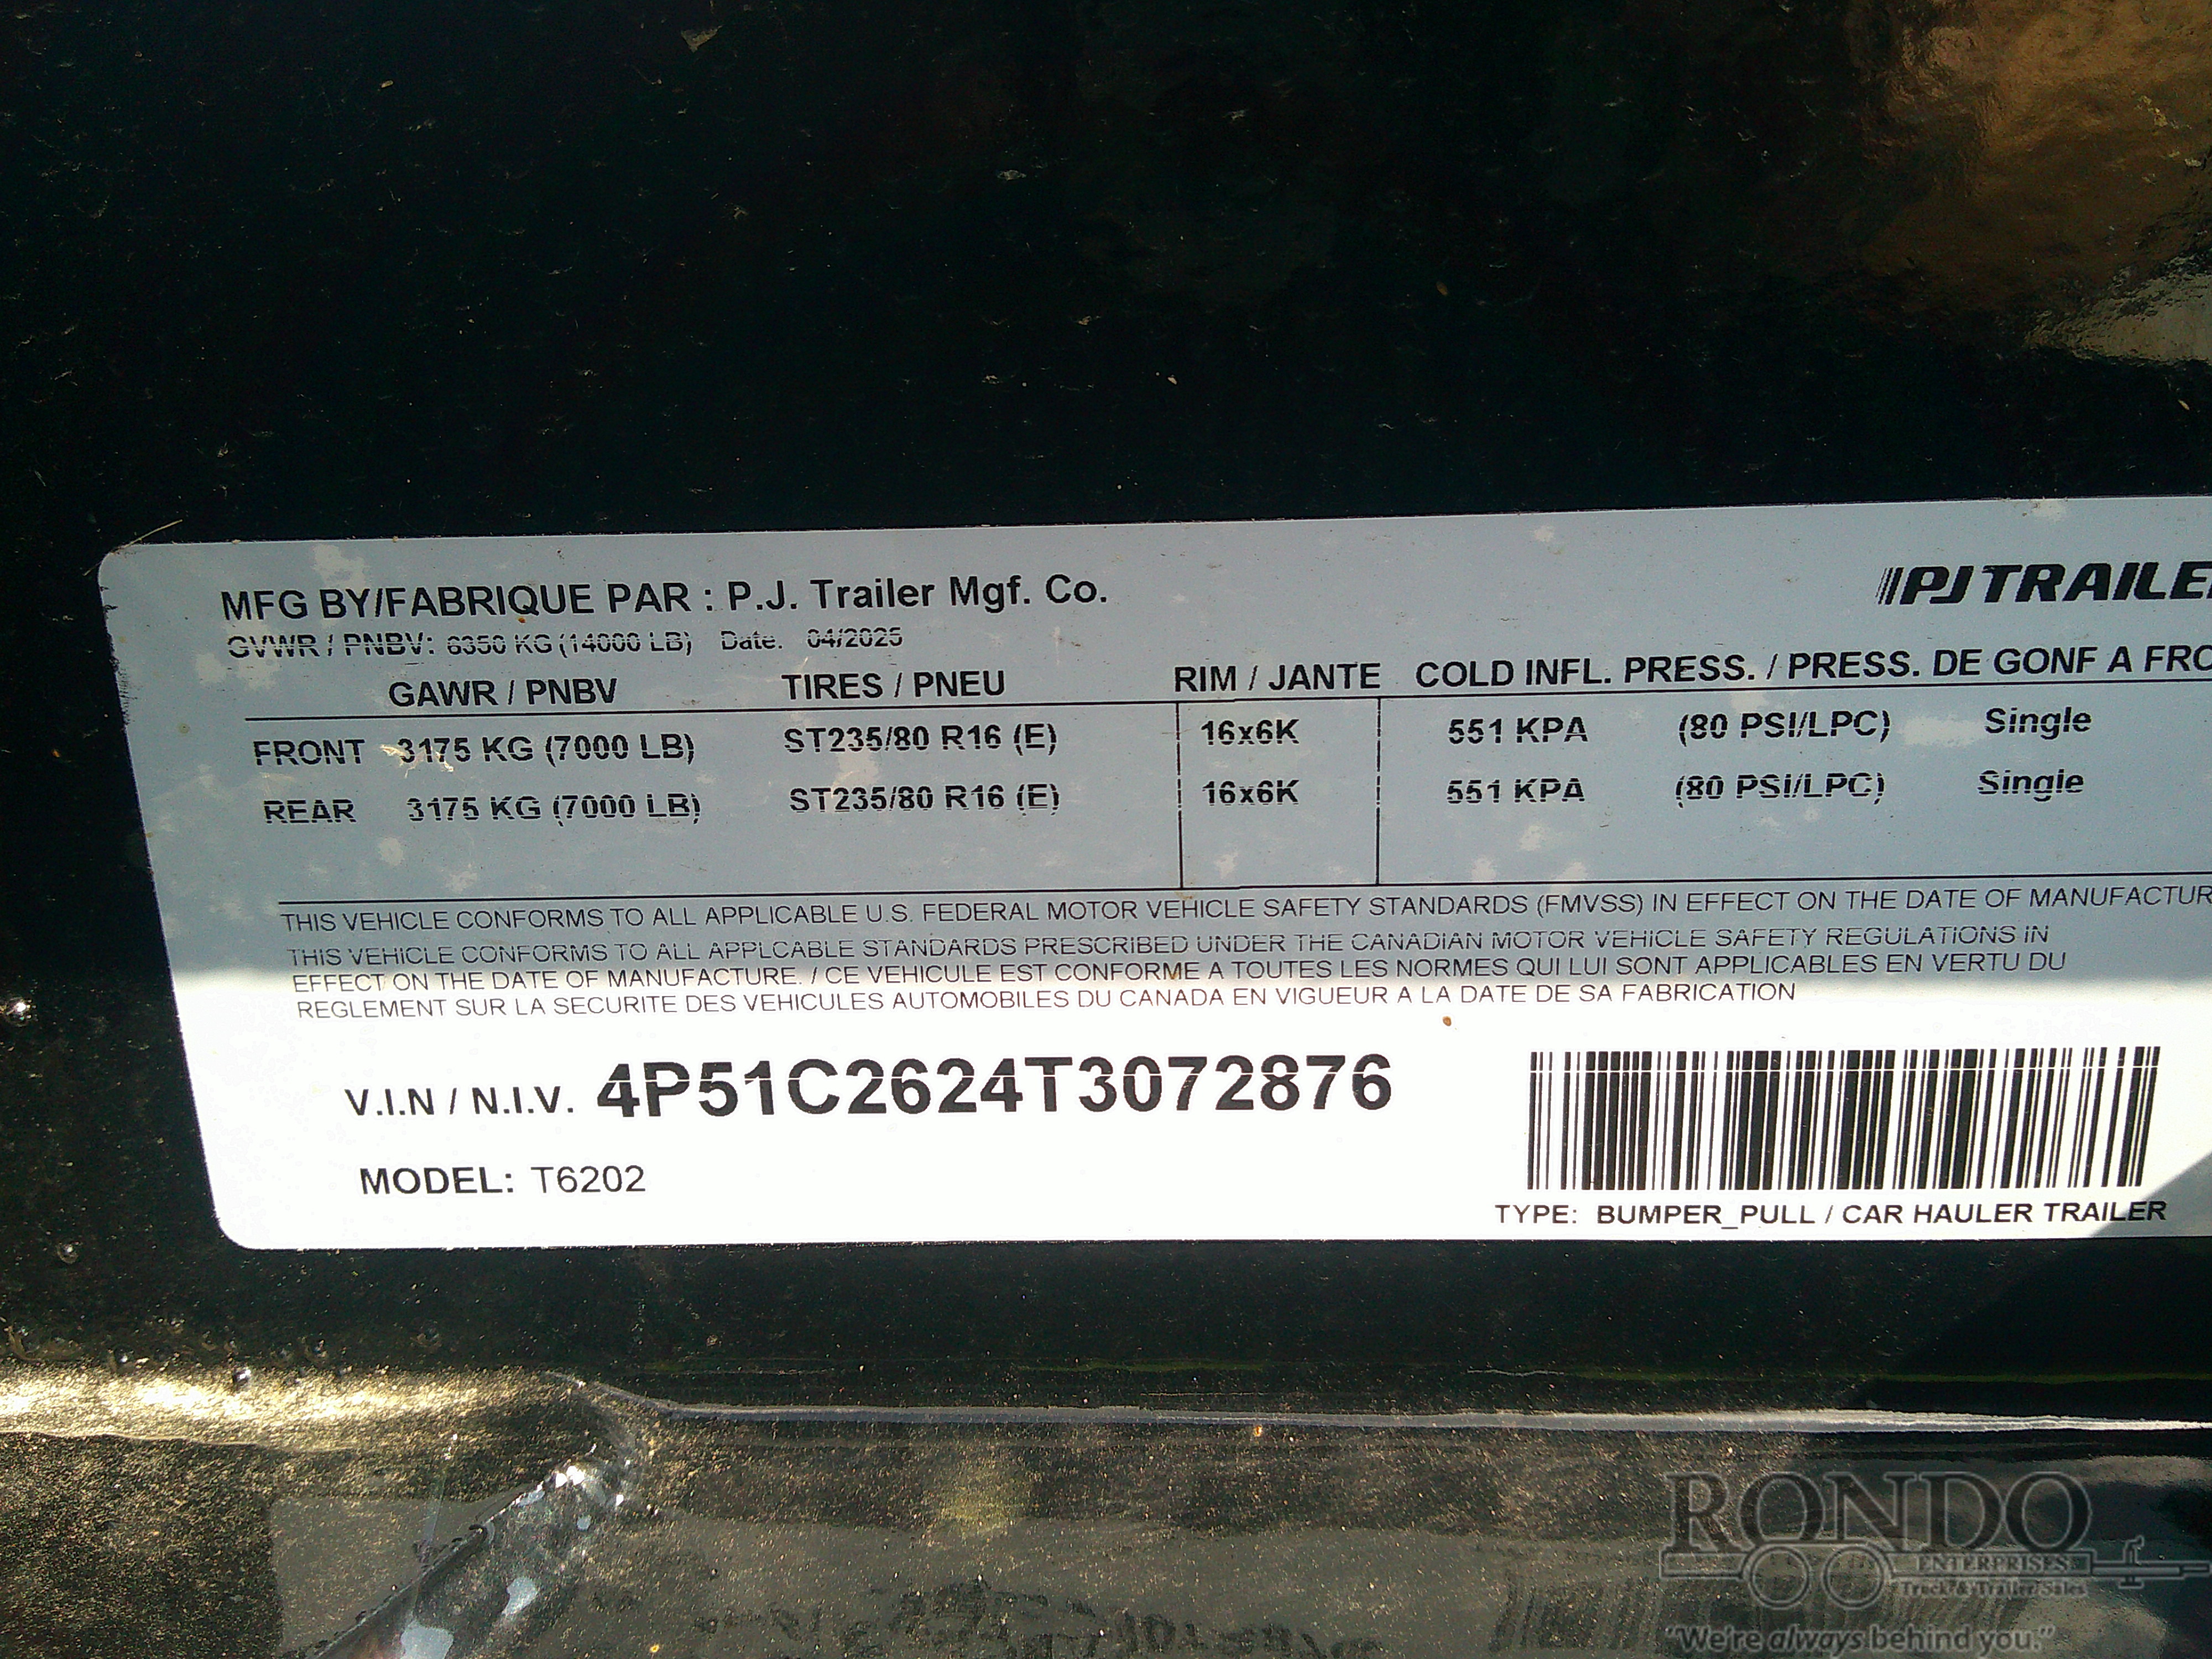 MFG BY/FABRIQUE PAR : P.J. Trailer Mgf. Co.
PJ TRAILE
GVWR / PNBV: 6350 KG (14000 LB) Date. 04/2025
GAWR / PNBV TIRES / PNEU RIM / JANTE COLD INFL. PRESS. / PRESS. DE GONF A FRO
FRONT 3175 KG (7000 LB) ST235/80 R16 (E) 16x6K 551 KPA (80 PSI/LPC) Single
REAR 3175 KG (7000 LB) ST235/80 R16 (E) 16x6K 551 KPA (80 PSI/LPC) Single
THIS VEHICLE CONFORMS TO ALL APPLICABLE U.S. FEDERAL MOTOR VEHICLE SAFETY STANDARDS (FMVSS) IN EFFECT ON THE DATE OF MANUFACTUR
THIS VEHICLE CONFORMS TO ALL APPLCABLE STANDARDS PRESCRIBED UNDER THE CANADIAN MOTOR VEHICLE SAFETY REGULATIONS IN
EFFECT ON THE DATE OF MANUFACTURE. / CE VEHICULE EST CONFORME A TOUTES LES NORMES QUI LUI SONT APPLICABLES EN VERTU DU
REGLEMENT SUR LA SECURITE DES VEHICULES AUTOMOBILES DU CANADA EN VIGUEUR A LA DATE DE SA FABRICATION
V.I.N / N.I.V. 4P51C2624T3072876
MODEL: T6202
TYPE: BUMPER_PULL / CAR HAULER TRAILER
RONDO
ENTERPRISES
Truck & Trailer Sales
"We're always behind you."